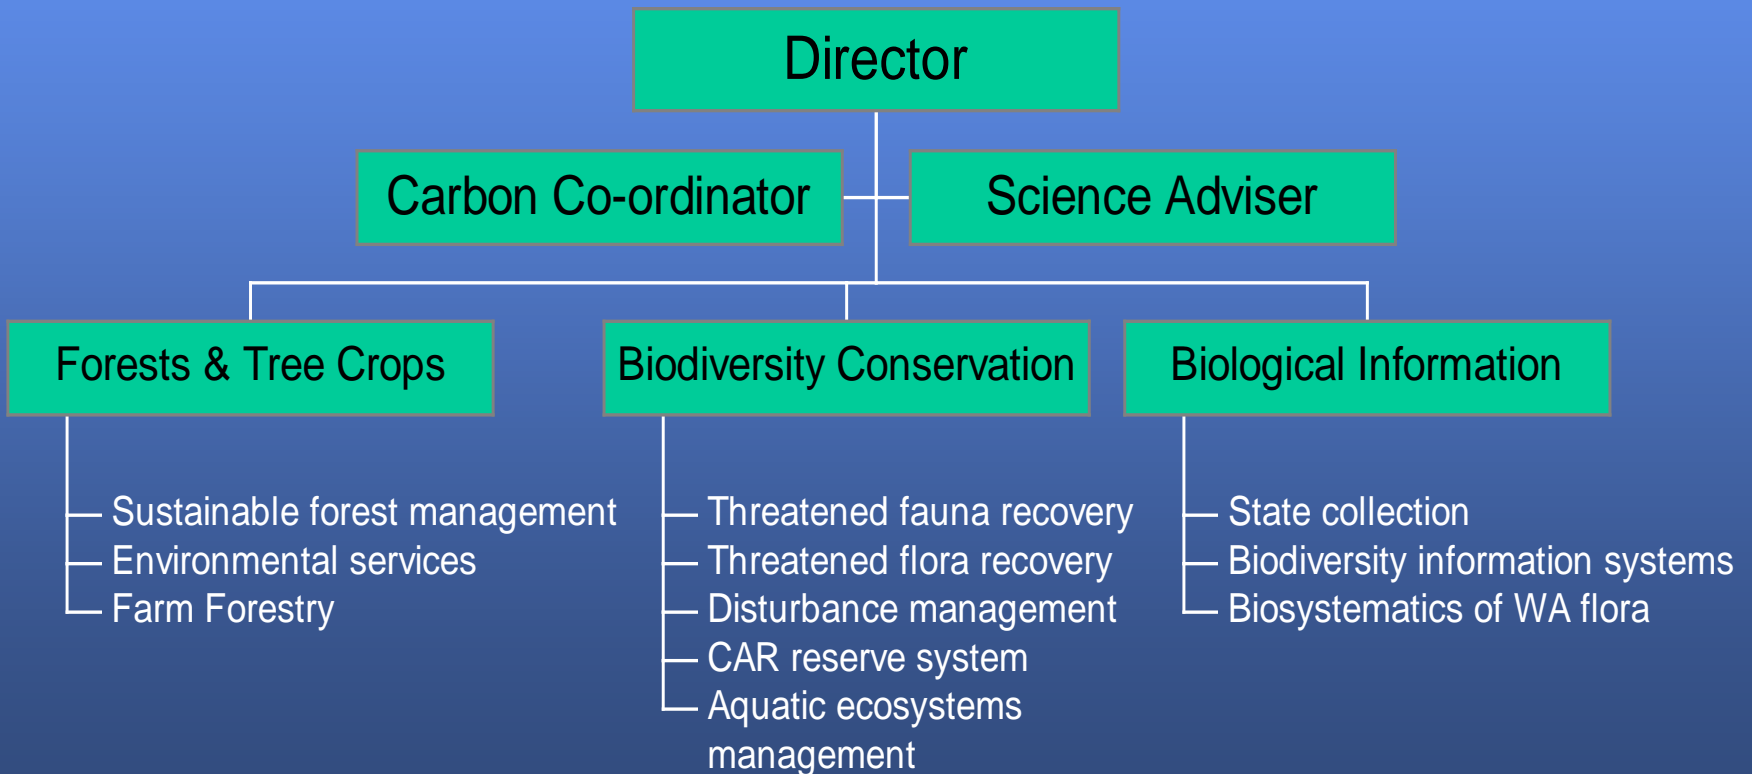 Director
Carbon Co-ordinator
Science Adviser
Forests & Tree Crops
Biodiversity Conservation
Biological Information
Sustainable forest management
Environmental services
Farm Forestry
Threatened fauna recovery
Threatened flora recovery
Disturbance management
CAR reserve system
Aquatic ecosystems
management
State collection
Biodiversity information systems
Biosystematics of WA flora